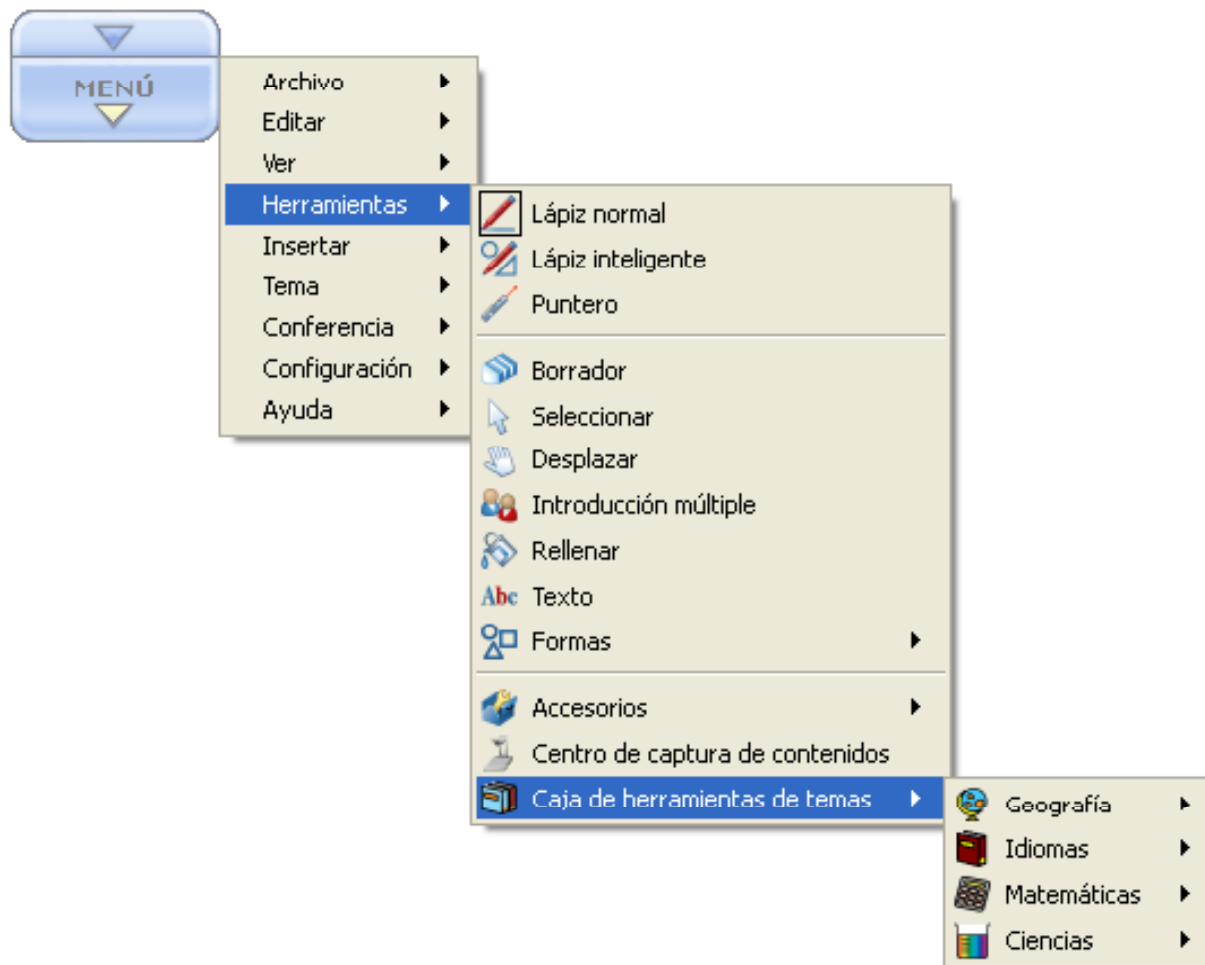 MENÚ
Archivo
Editar
Ver
Herramientas
Insertar
Tema
Conferencia
Configuración
Ayuda
Lápiz normal
Lápiz inteligente
Puntero
Borrador
Seleccionar
Desplazar
Introducción múltiple
Rellenar
Abc Texto
Formas
Accesorios
Centro de captura de contenidos
Caja de herramientas de temas
Geografía
Idiomas
Matemáticas
Ciencias